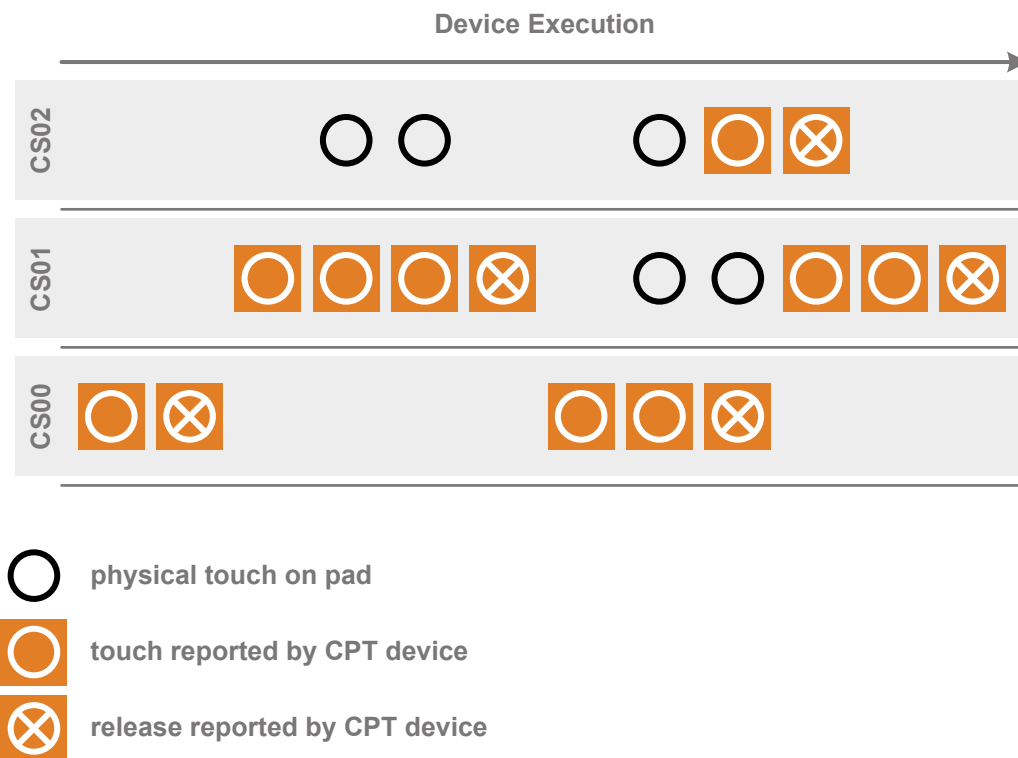 Device Execution
CS02
CS01
CS00
physical touch on pad
touch reported by CPT device
release reported by CPT device